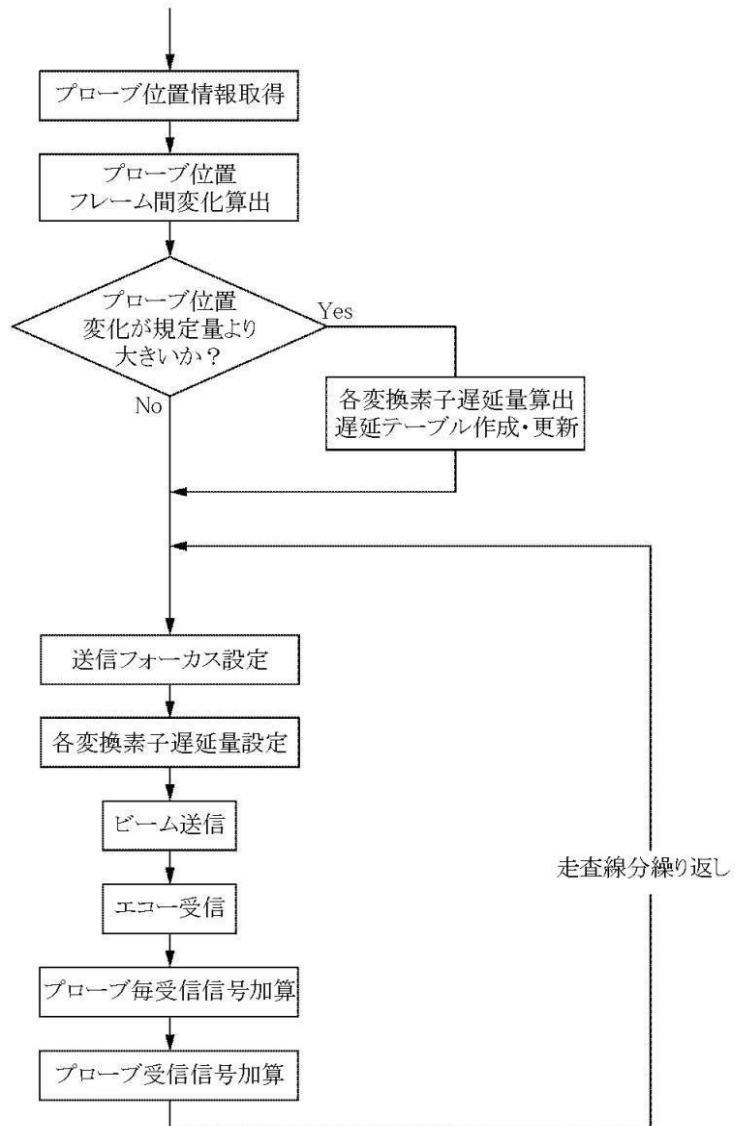 プローブ位置情報取得
プローブ位置
フレーム間変化算出
プローブ位置
変化が規定量より
大きいか？
Yes
No
各変換素子遅延量算出
遅延テーブル作成・更新
送信フォーカス設定
各変換素子遅延量設定
ビーム送信
エコー受信
走査線分繰り返し
プローブ毎受信信号加算
プローブ受信信号加算